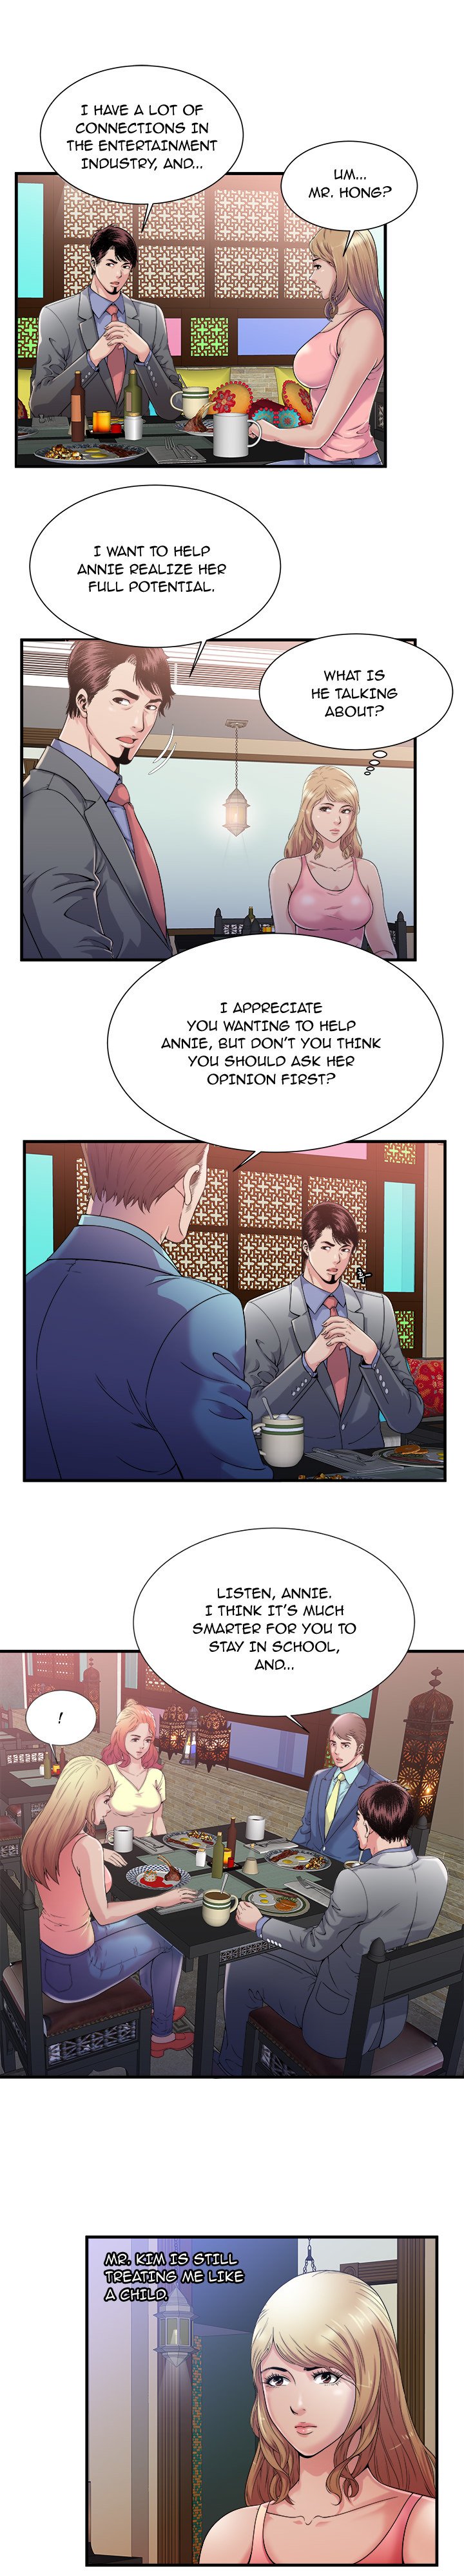 I HAVE A LOT OF
CONNECTIONS IN
THE ENTERTAINMENT
INDUSTRY, AND...
UM...
MR. HONG?
I WANT TO HELP
ANNIE REALIZE HER
FULL POTENTIAL.
WHAT IS
HE TALKING
ABOUT?
I APPRECIATE
YOU WANTING TO HELP
ANNIE, BUT DON'T YOU THINK
YOU SHOULD ASK HER
OPINION FIRST?
LISTEN, ANNIE.
I THINK IT'S MUCH
SMARTER FOR YOU TO
STAY IN SCHOOL,
AND...
!
MR. KIM IS STILL
TREATING ME LIKE
A CHILD.